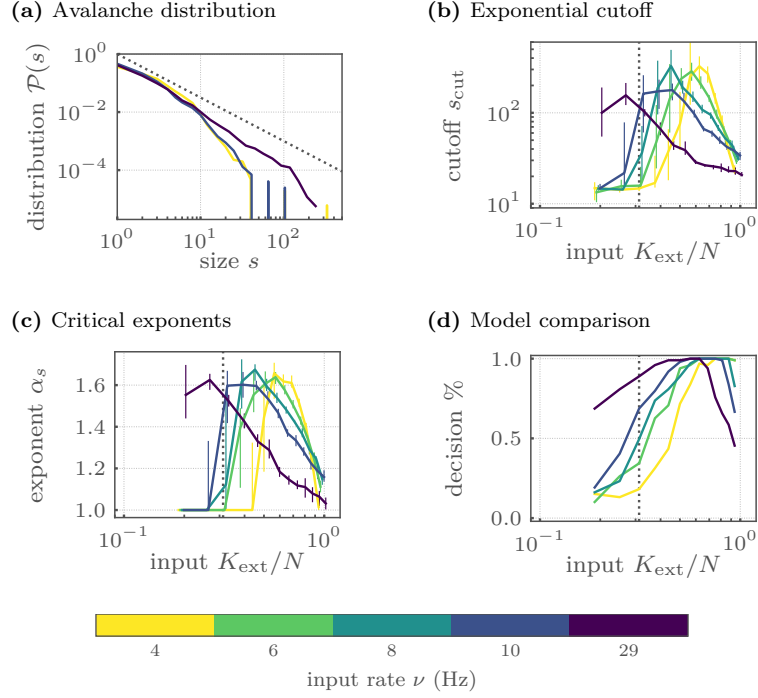 (a) Avalanche distribution
distribution P(s)
10^0
10^−2
10^−4
10^0
10^1
10^2
size s
(b) Exponential cutoff
cutoff s_cut
10^2
10^1
10^−1
10^0
input K_ext/N
(c) Critical exponents
exponent α_s
1.6
1.4
1.2
1.0
10^−1
10^0
input K_ext/N
(d) Model comparison
decision %
1.0
0.5
0.0
10^−1
10^0
input K_ext/N
4 6 8 10 29
input rate ν (Hz)